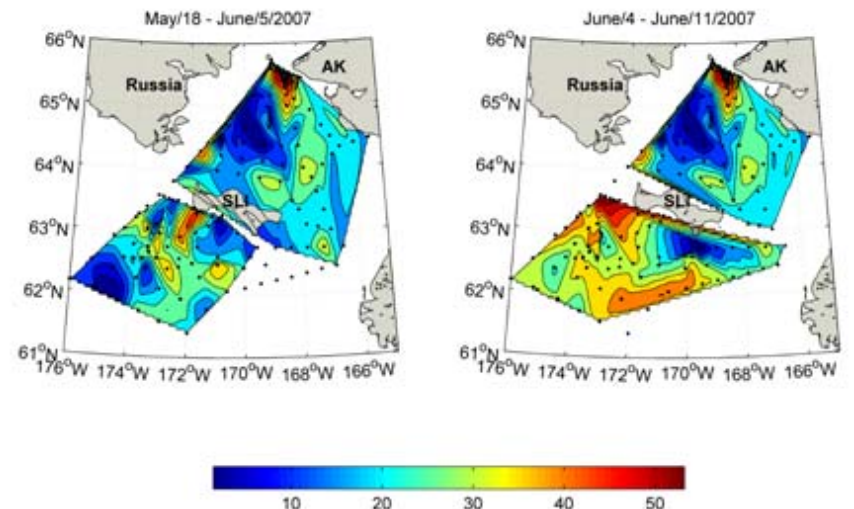 May/18 - June/5/2007
66°N
65°N
64°N
63°N
62°N
61°N
176°W 174°W 172°W 170°W 168°W 166°W
Russia
AK
SLI
June/4 - June/11/2007
66°N
65°N
64°N
63°N
62°N
61°N
176°W 174°W 172°W 170°W 168°W 166°W
Russia
AK
SLI
10 20 30 40 50